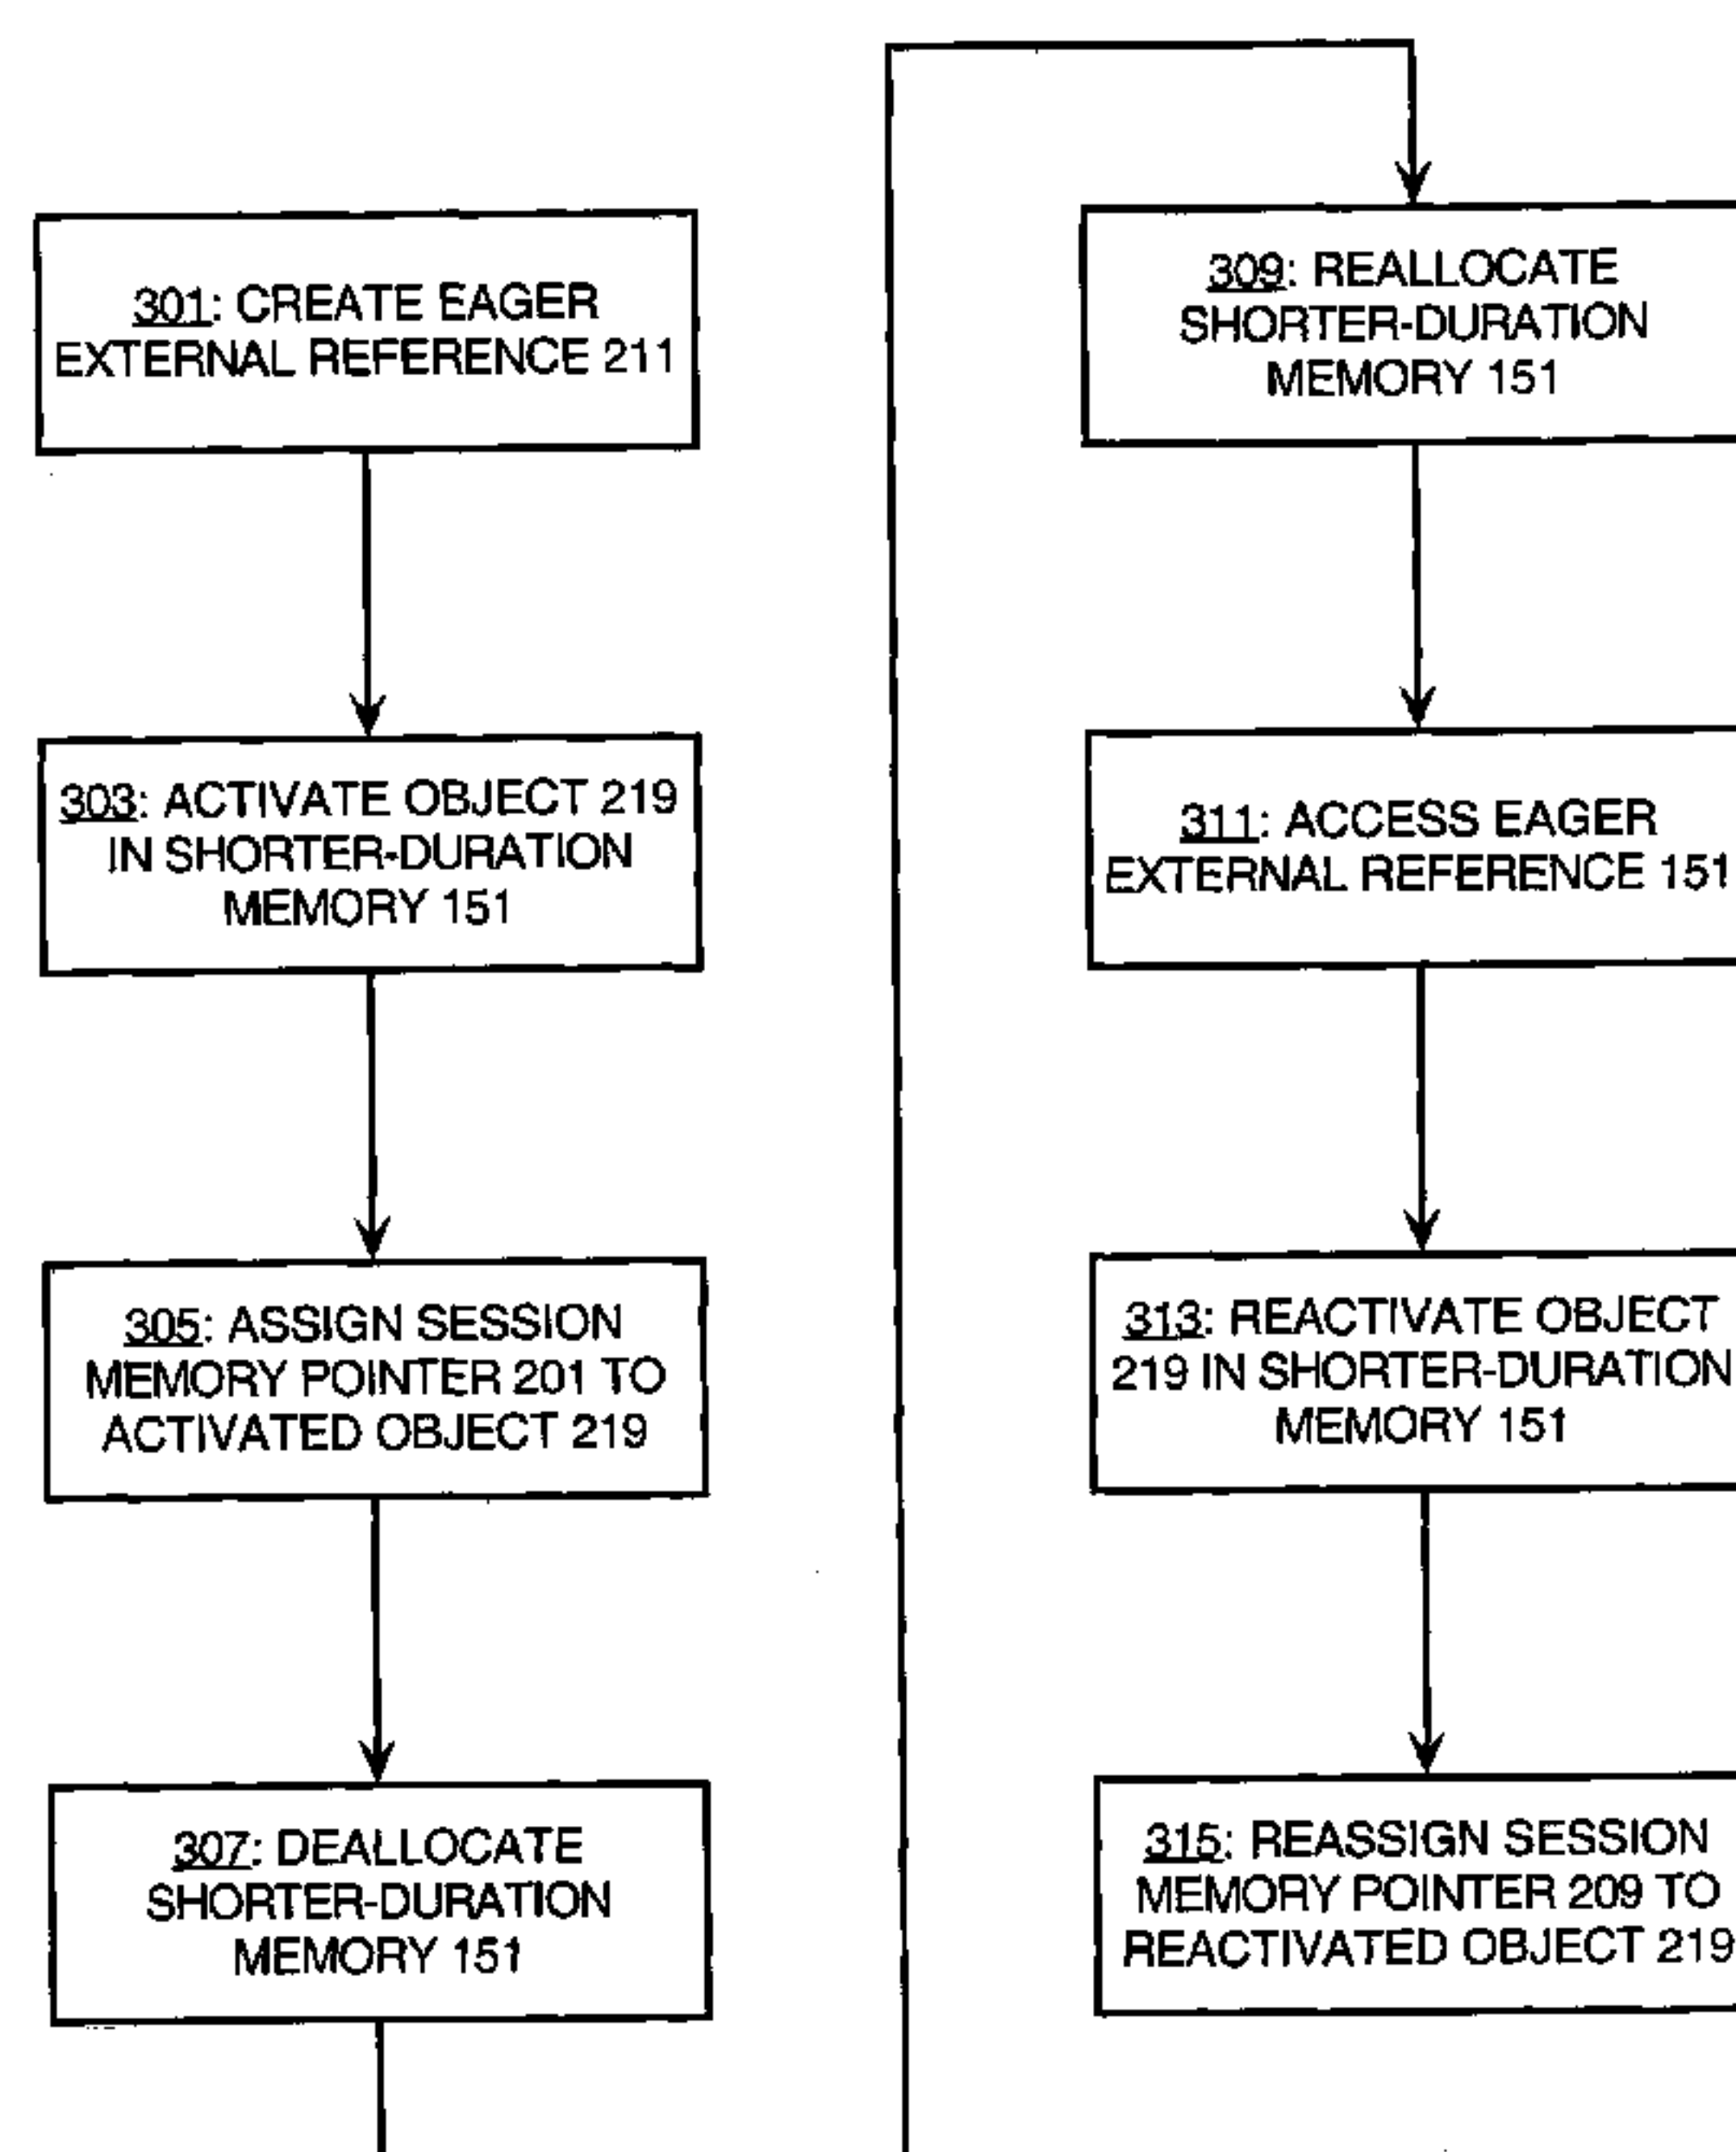 301: CREATE EAGER
EXTERNAL REFERENCE 211
303: ACTIVATE OBJECT 219
IN SHORTER-DURATION
MEMORY 151
305: ASSIGN SESSION
MEMORY POINTER 201 TO
ACTIVATED OBJECT 219
307: DEALLOCATE
SHORTER-DURATION
MEMORY 151
309: REALLOCATE
SHORTER-DURATION
MEMORY 151
311: ACCESS EAGER
EXTERNAL REFERENCE 151
313: REACTIVATE OBJECT
219 IN SHORTER-DURATION
MEMORY 151
315: REASSIGN SESSION
MEMORY POINTER 209 TO
REACTIVATED OBJECT 219